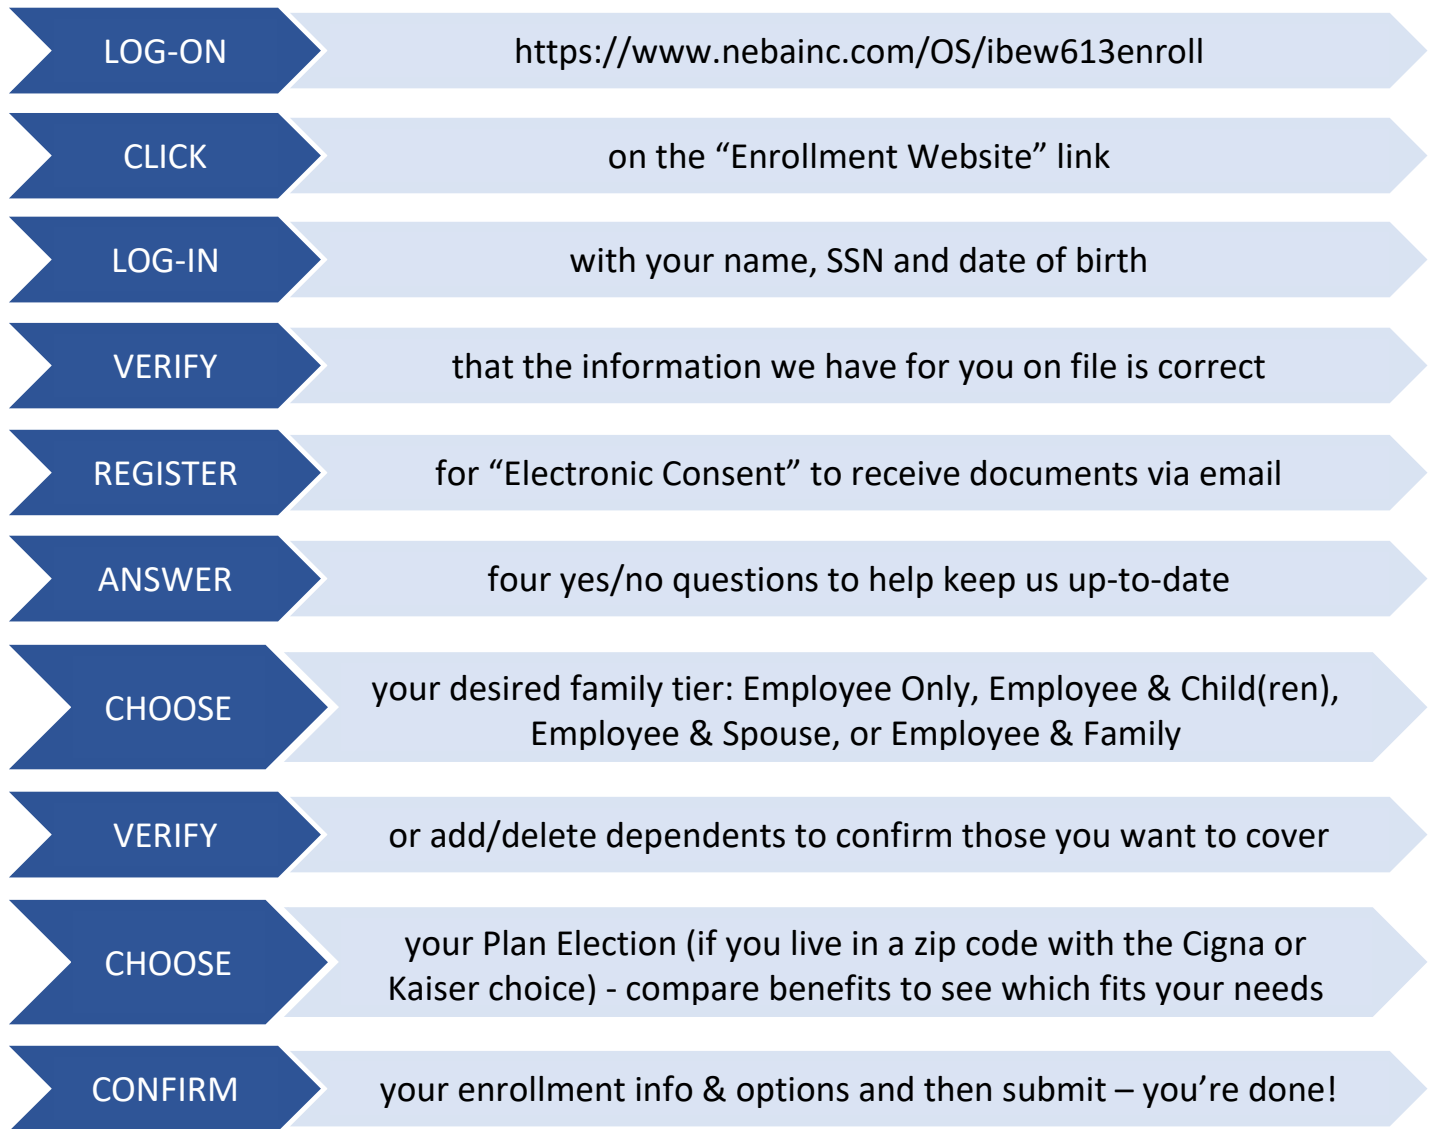 LOG-ON
https://www.nebainc.com/OS/ibew613enroll
CLICK
on the “Enrollment Website” link
LOG-IN
with your name, SSN and date of birth
VERIFY
that the information we have for you on file is correct
REGISTER
for “Electronic Consent” to receive documents via email
ANSWER
four yes/no questions to help keep us up-to-date
CHOOSE
your desired family tier: Employee Only, Employee & Child(ren),
Employee & Spouse, or Employee & Family
VERIFY
or add/delete dependents to confirm those you want to cover
CHOOSE
your Plan Election (if you live in a zip code with the Cigna or
Kaiser choice) - compare benefits to see which fits your needs
CONFIRM
your enrollment info & options and then submit – you’re done!